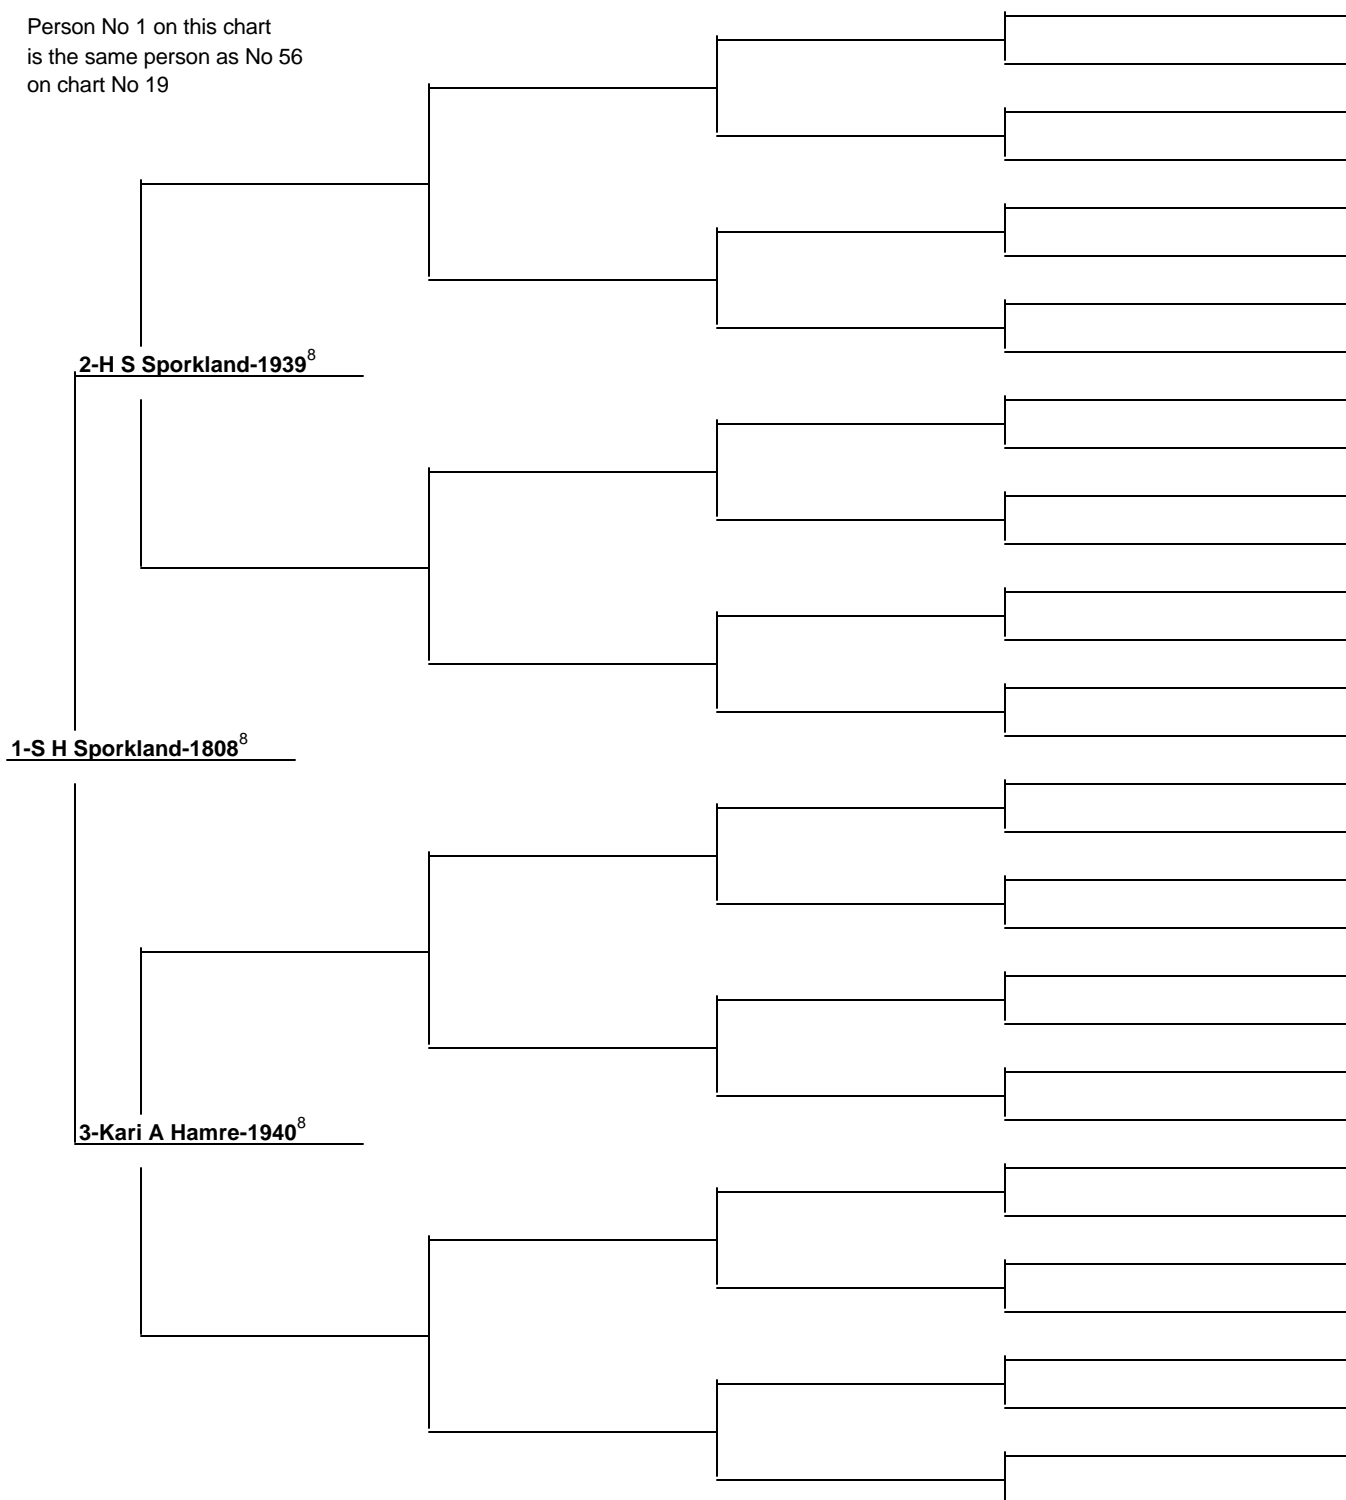 Person No 1 on this chart
is the same person as No 56
on chart No 19
2-H S Sporkland-1939⁸
1-S H Sporkland-1808⁸
3-Kari A Hamre-1940⁸